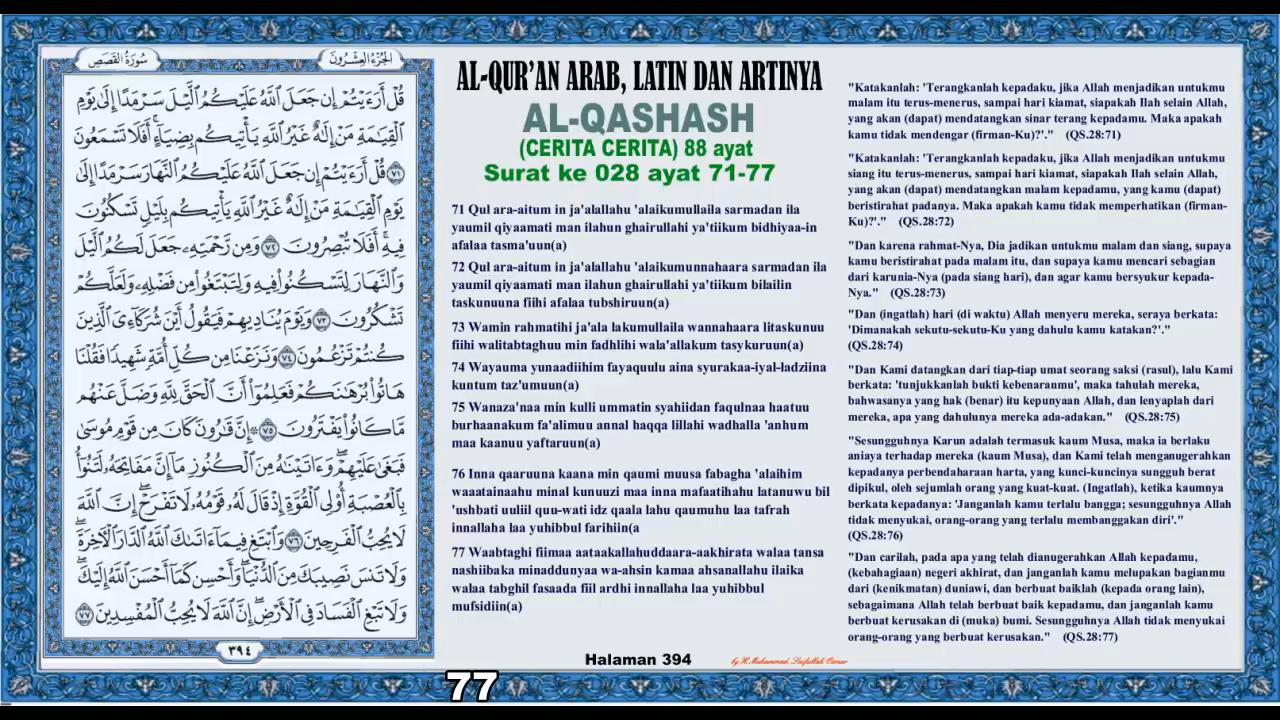 سُورَةُ القَصَصِ
الجُزْءُ العِشْرُونَ
قُلْ أَرَءَيْتُمْ إِن جَعَلَ ٱللَّهُ عَلَيْكُمُ ٱلَّيْلَ سَرْمَدًا إِلَىٰ يَوْمِ
ٱلْقِيَٰمَةِ مَنْ إِلَٰهٌ غَيْرُ ٱللَّهِ يَأْتِيكُم بِضِيَآءٍ ۖ أَفَلَا تَسْمَعُونَ
٧١ قُلْ أَرَءَيْتُمْ إِن جَعَلَ ٱللَّهُ عَلَيْكُمُ ٱلنَّهَارَ سَرْمَدًا إِلَىٰ
يَوْمِ ٱلْقِيَٰمَةِ مَنْ إِلَٰهٌ غَيْرُ ٱللَّهِ يَأْتِيكُم بِلَيْلٍ تَسْكُنُونَ
فِيهِ ۖ أَفَلَا تُبْصِرُونَ ٧٢ وَمِن رَّحْمَتِهِۦ جَعَلَ لَكُمُ ٱلَّيْلَ
وَٱلنَّهَارَ لِتَسْكُنُوا۟ فِيهِ وَلِتَبْتَغُوا۟ مِن فَضْلِهِۦ وَلَعَلَّكُمْ
تَشْكُرُونَ ٧٣ وَيَوْمَ يُنَادِيهِمْ فَيَقُولُ أَيْنَ شُرَكَآءِىَ ٱلَّذِينَ
كُنتُمْ تَزْعُمُونَ ٧٤ وَنَزَعْنَا مِن كُلِّ أُمَّةٍ شَهِيدًا فَقُلْنَا
هَاتُوا۟ بُرْهَٰنَكُمْ فَعَلِمُوٓا۟ أَنَّ ٱلْحَقَّ لِلَّهِ وَضَلَّ عَنْهُم
مَّا كَانُوا۟ يَفْتَرُونَ ٧٥ ۞ إِنَّ قَٰرُونَ كَانَ مِن قَوْمِ مُوسَىٰ
فَبَغَىٰ عَلَيْهِمْ ۖ وَءَاتَيْنَٰهُ مِنَ ٱلْكُنُوزِ مَآ إِنَّ مَفَاتِحَهُۥ لَتَنُوٓأُ
بِٱلْعُصْبَةِ أُو۟لِى ٱلْقُوَّةِ إِذْ قَالَ لَهُۥ قَوْمُهُۥ لَا تَفْرَحْ ۖ إِنَّ ٱللَّهَ
لَا يُحِبُّ ٱلْفَرِحِينَ ٧٦ وَٱبْتَغِ فِيمَآ ءَاتَىٰكَ ٱللَّهُ ٱلدَّارَ ٱلْءَاخِرَةَ ۖ
وَلَا تَنسَ نَصِيبَكَ مِنَ ٱلدُّنْيَا ۖ وَأَحْسِن كَمَآ أَحْسَنَ ٱللَّهُ إِلَيْكَ ۖ
وَلَا تَبْغِ ٱلْفَسَادَ فِى ٱلْأَرْضِ ۖ إِنَّ ٱللَّهَ لَا يُحِبُّ ٱلْمُفْسِدِينَ ٧٧
٣٩٤
AL-QUR'AN ARAB, LATIN DAN ARTINYA
AL-QASHASH
(CERITA CERITA) 88 ayat
Surat ke 028 ayat 71-77
71 Qul ara-aitum in ja'alallahu 'alaikumullaila sarmadan ila
yaumil qiyaamati man ilahun ghairullahi ya'tiikum bidhiyaa-in
afalaa tasma'uun(a)
72 Qul ara-aitum in ja'alallahu 'alaikumunnahaara sarmadan ila
yaumil qiyaamati man ilahun ghairullahi ya'tiikum bilailin
taskunuuna fiihi afalaa tubshiruun(a)
73 Wamin rahmatihi ja'ala lakumullaila wannahaara litaskunuu
fiihi walitabtaghuu min fadhlihi wala'allakum tasykuruun(a)
74 Wayauma yunaadiihim fayaquulu aina syurakaa-iyal-ladziina
kuntum taz'umuun(a)
75 Wanaza'naa min kulli ummatin syahiidan faqulnaa haatuu
burhaanakum fa'alimuu annal haqqa lillahi wadhalla 'anhum
maa kaanuu yaftaruun(a)
76 Inna qaaruuna kaana min qaumi muusa fabagha 'alaihim
waaatainaahu minal kunuuzi maa inna mafaatihahu latanuwu bil
'ushbati uuliil quu-wati idz qaala lahu qaumuhu laa tafrah
innallaha laa yuhibbul farihiin(a
77 Waabtaghi fiimaa aataakallahuddaara-aakhirata walaa tansa
nashiibaka minaddunyaa wa-ahsin kamaa ahsanallahu ilaika
walaa tabghil fasaada fiil ardhi innallaha laa yuhibbul
mufsidiin(a)
"Katakanlah: 'Terangkanlah kepadaku, jika Allah menjadikan untukmu
malam itu terus-menerus, sampai hari kiamat, siapakah Ilah selain Allah,
yang akan (dapat) mendatangkan sinar terang kepadamu. Maka apakah
kamu tidak mendengar (firman-Ku)?'." (QS.28:71)
"Katakanlah: 'Terangkanlah kepadaku, jika Allah menjadikan untukmu
siang itu terus-menerus, sampai hari kiamat, siapakah Ilah selain Allah,
yang akan (dapat) mendatangkan malam kepadamu, yang kamu (dapat)
beristirahat padanya. Maka apakah kamu tidak memperhatikan (firman-
Ku)?'." (QS.28:72)
"Dan karena rahmat-Nya, Dia jadikan untukmu malam dan siang, supaya
kamu beristirahat pada malam itu, dan supaya kamu mencari sebagian
dari karunia-Nya (pada siang hari), dan agar kamu bersyukur kepada-
Nya." (QS.28:73)
"Dan (ingatlah) hari (di waktu) Allah menyeru mereka, seraya berkata:
'Dimanakah sekutu-sekutu-Ku yang dahulu kamu katakan?'."
(QS.28:74)
"Dan Kami datangkan dari tiap-tiap umat seorang saksi (rasul), lalu Kami
berkata: 'tunjukkanlah bukti kebenaranmu', maka tahulah mereka,
bahwasanya yang hak (benar) itu kepunyaan Allah, dan lenyaplah dari
mereka, apa yang dahulunya mereka ada-adakan." (QS.28:75)
"Sesungguhnya Karun adalah termasuk kaum Musa, maka ia berlaku
aniaya terhadap mereka (kaum Musa), dan Kami telah menganugerahkan
kepadanya perbendaharaan harta, yang kunci-kuncinya sungguh berat
dipikul, oleh sejumlah orang yang kuat-kuat. (Ingatlah), ketika kaumnya
berkata kepadanya: 'Janganlah kamu terlalu bangga; sesungguhnya Allah
tidak menyukai, orang-orang yang terlalu membanggakan diri'."
(QS.28:76)
"Dan carilah, pada apa yang telah dianugerahkan Allah kepadamu,
(kebahagiaan) negeri akhirat, dan janganlah kamu melupakan bagianmu
dari (kenikmatan) duniawi, dan berbuat baiklah (kepada orang lain),
sebagaimana Allah telah berbuat baik kepadamu, dan janganlah kamu
berbuat kerusakan di (muka) bumi. Sesungguhnya Allah tidak menyukai
orang-orang yang berbuat kerusakan." (QS.28:77)
Halaman 394
by H. Muhammad Saifullah Oemar
77